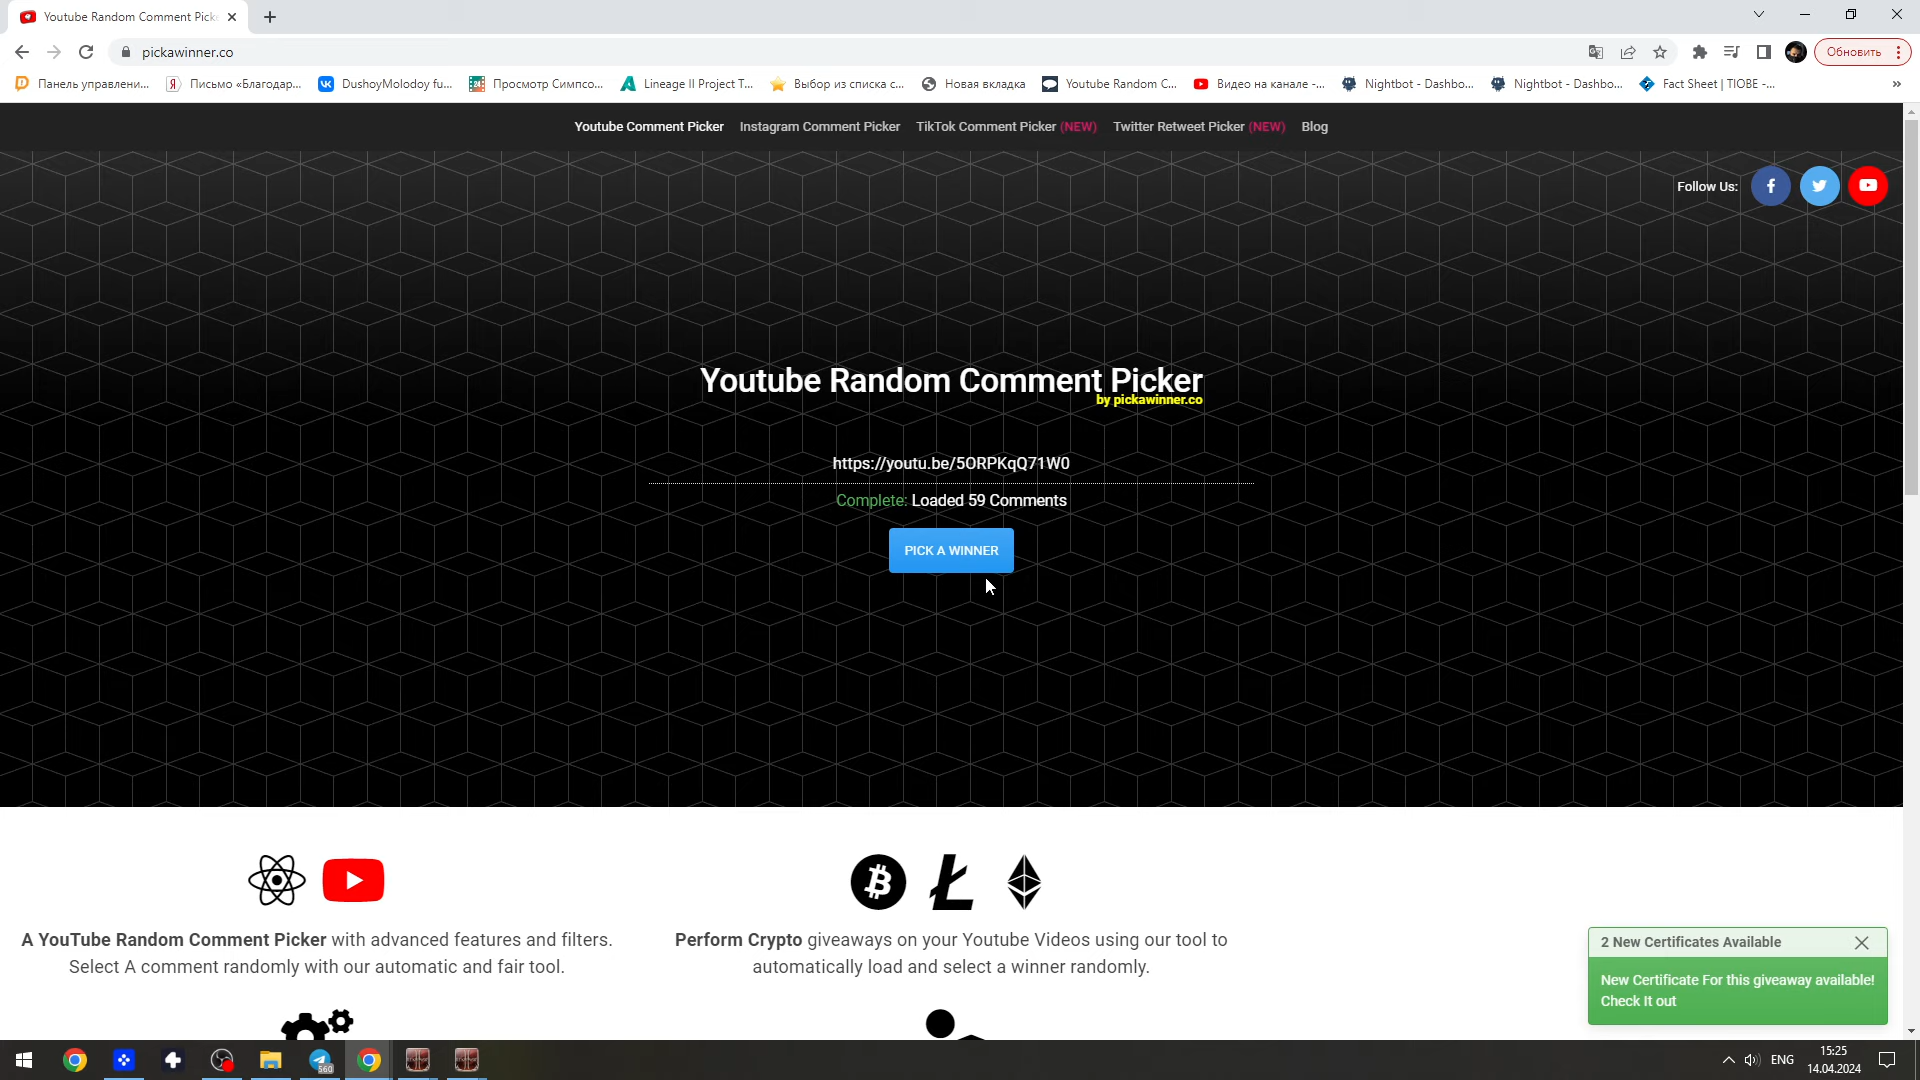 Youtube Random Comment Pick
pickawinner.co
Обновить
Панель управлени...
Письмо «Благодар...
DushoyMolodoy fu...
Просмотр Симпсо...
Lineage II Project T...
Выбор из списка с...
Новая вкладка
Youtube Random C...
Видео на канале -...
Nightbot - Dashbo...
Nightbot - Dashbo...
Fact Sheet | TIOBE -...
»
Youtube Comment Picker
Instagram Comment Picker
TikTok Comment Picker (NEW)
Twitter Retweet Picker (NEW)
Blog
Follow Us:
Youtube Random Comment Picker
by pickawinner.co
https://youtu.be/5ORPKqQ71W0
Complete: Loaded 59 Comments
PICK A WINNER
A YouTube Random Comment Picker with advanced features and filters.
Select A comment randomly with our automatic and fair tool.
Perform Crypto giveaways on your Youtube Videos using our tool to
automatically load and select a winner randomly.
2 New Certificates Available
New Certificate For this giveaway available!
Check It out
560
ENG
15:25
14.04.2024